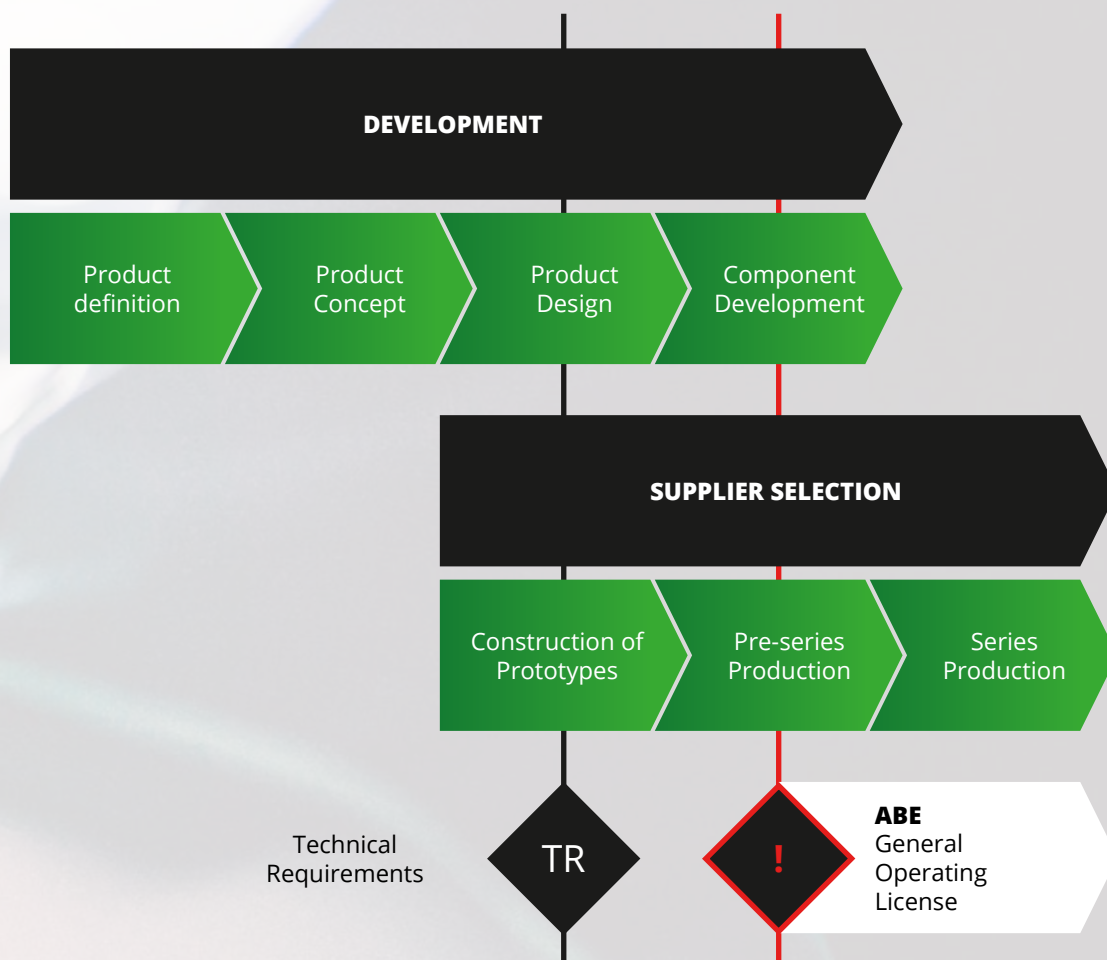 DEVELOPMENT
Product
definition
Product
Concept
Product
Design
Component
Development
SUPPLIER SELECTION
Construction of
Prototypes
Pre-series
Production
Series
Production
Technical
Requirements
TR
!
ABE
General
Operating
License